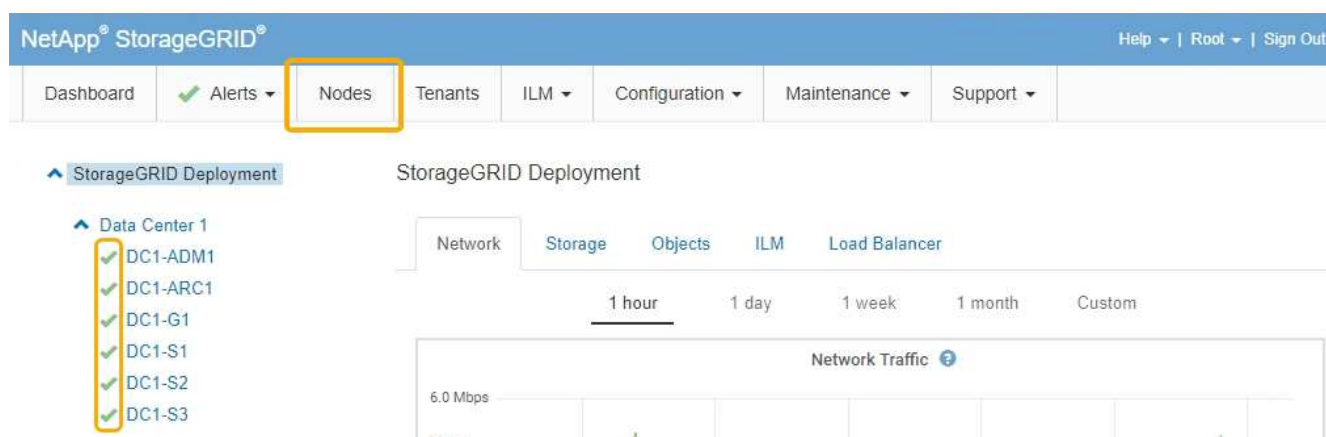 NetApp® StorageGRID®
Help | Root | Sign Out
Dashboard Alerts Nodes Tenants ILM Configuration Maintenance Support
StorageGRID Deployment
StorageGRID Deployment
Data Center 1
DC1-ADM1
DC1-ARC1
DC1-G1
DC1-S1
DC1-S2
DC1-S3
Network Storage Objects ILM Load Balancer
1 hour 1 day 1 week 1 month Custom
Network Traffic ?
6.0 Mbps